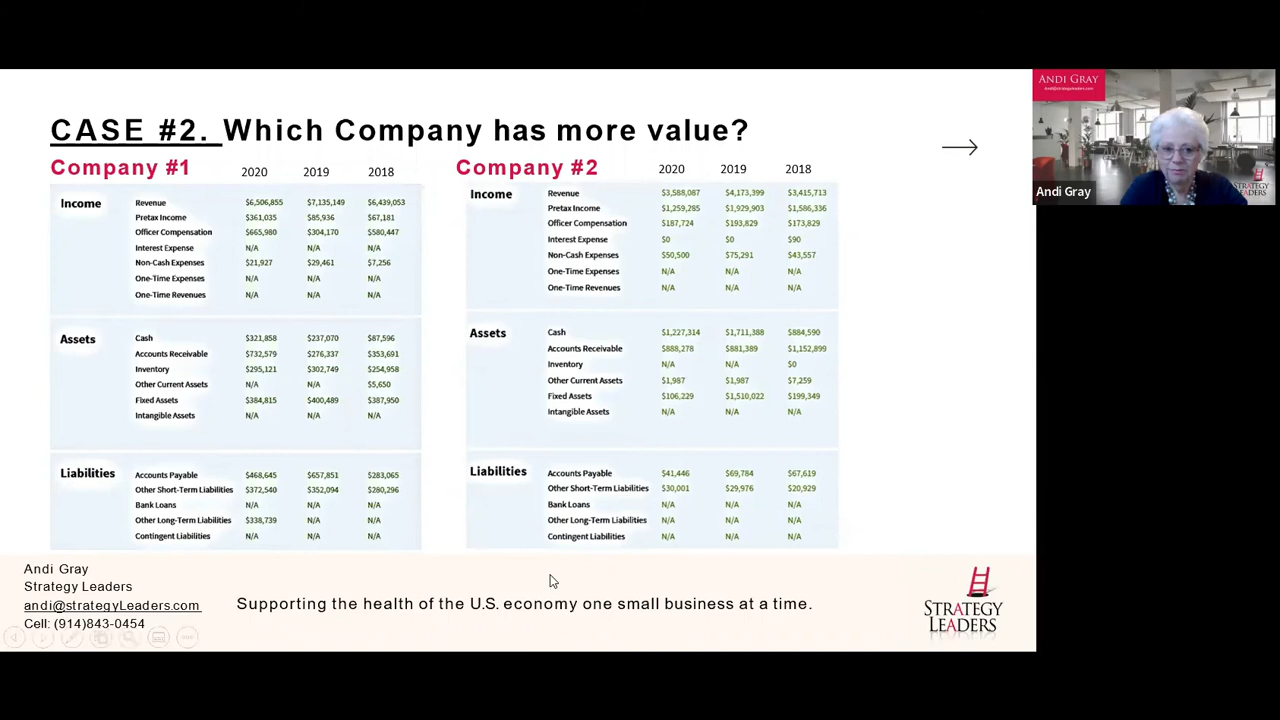 CASE #2. Which Company has more value?
Company #1 2020 2019 2018
Income
Revenue $6,506,855 $7,135,149 $6,439,053
Pretax Income $361,035 $85,936 $67,181
Officer Compensation $665,980 $304,170 $580,447
Interest Expense N/A N/A N/A
Non-Cash Expenses $21,927 $29,461 $7,256
One-Time Expenses N/A N/A N/A
One-Time Revenues N/A N/A N/A
Assets
Cash $321,858 $237,070 $87,596
Accounts Receivable $732,579 $276,337 $353,691
Inventory $295,121 $302,749 $254,958
Other Current Assets N/A N/A $5,650
Fixed Assets $384,815 $400,489 $387,950
Intangible Assets N/A N/A N/A
Liabilities
Accounts Payable $468,645 $657,851 $283,065
Other Short-Term Liabilities $372,540 $352,094 $280,296
Bank Loans N/A N/A N/A
Other Long-Term Liabilities $338,739 N/A N/A
Contingent Liabilities N/A N/A N/A
Company #2 2020 2019 2018
Income
Revenue $3,588,087 $4,173,399 $3,415,713
Pretax Income $1,259,285 $1,929,903 $1,586,336
Officer Compensation $187,724 $193,829 $173,829
Interest Expense $0 $0 $90
Non-Cash Expenses $50,500 $75,291 $43,557
One-Time Expenses N/A N/A N/A
One-Time Revenues N/A N/A N/A
Assets
Cash $1,227,314 $1,711,388 $884,590
Accounts Receivable $888,278 $881,389 $1,152,899
Inventory N/A N/A $0
Other Current Assets $1,987 $1,987 $7,259
Fixed Assets $106,229 $1,510,022 $199,349
Intangible Assets N/A N/A N/A
Liabilities
Accounts Payable $41,446 $69,784 $67,619
Other Short-Term Liabilities $30,001 $29,976 $20,929
Bank Loans N/A N/A N/A
Other Long-Term Liabilities N/A N/A N/A
Contingent Liabilities N/A N/A N/A
Andi Gray
Strategy Leaders
andi@strategyLeaders.com
Cell: (914)843-0454
Supporting the health of the U.S. economy one small business at a time.
STRATEGY
LEADERS
ANDI GRAY
Andi@strategyleaders.com
Andi Gray
STRATEGY
LEADERS